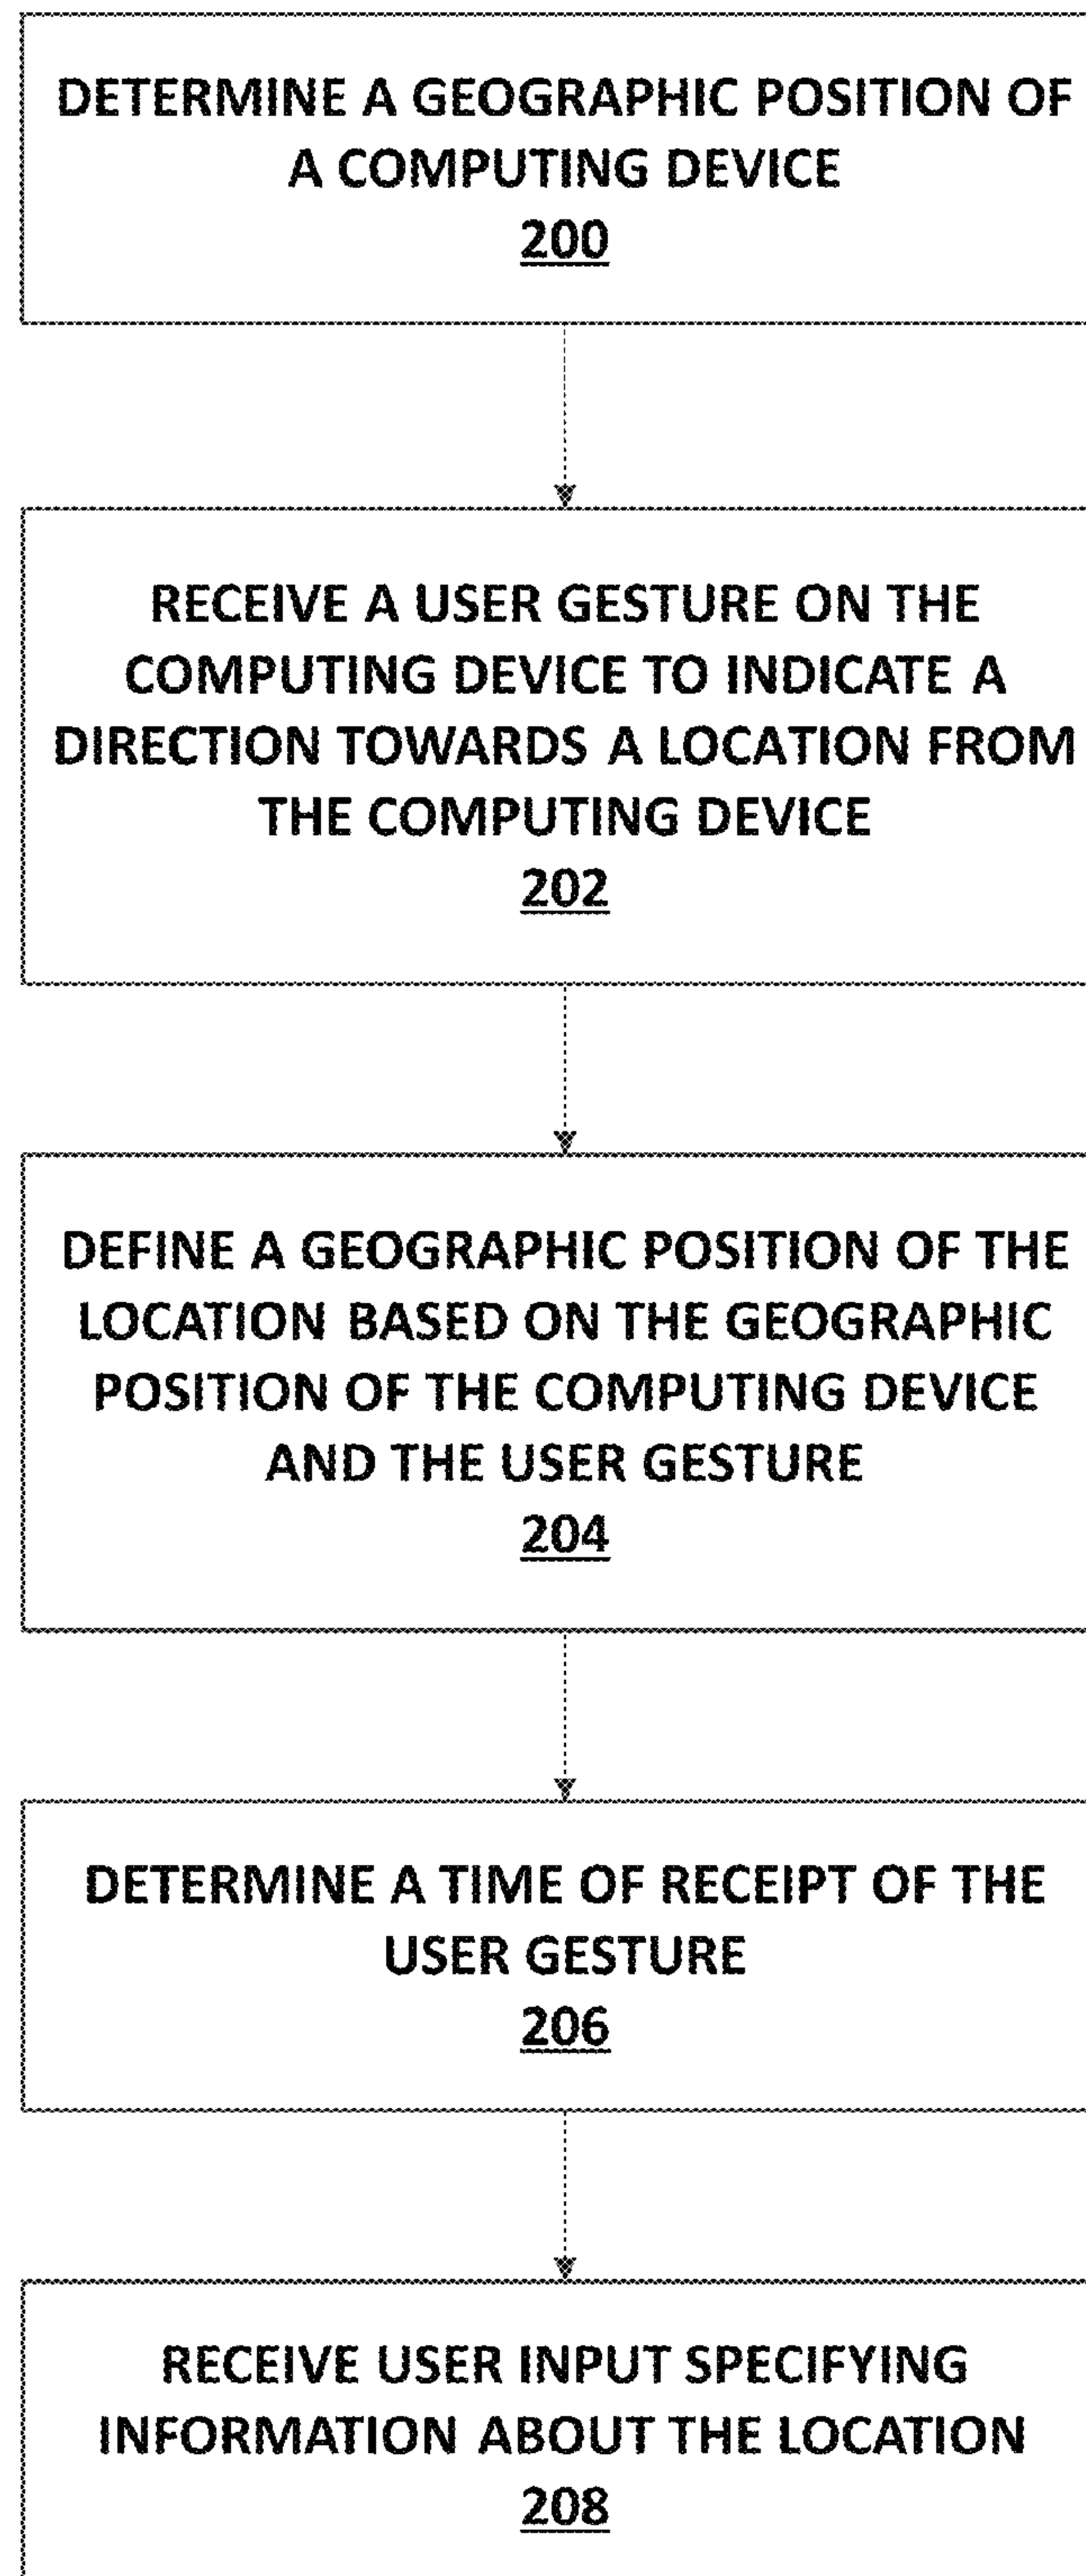 DETERMINE A GEOGRAPHIC POSITION OF
A COMPUTING DEVICE
200
RECEIVE A USER GESTURE ON THE
COMPUTING DEVICE TO INDICATE A
DIRECTION TOWARDS A LOCATION FROM
THE COMPUTING DEVICE
202
DEFINE A GEOGRAPHIC POSITION OF THE
LOCATION BASED ON THE GEOGRAPHIC
POSITION OF THE COMPUTING DEVICE
AND THE USER GESTURE
204
DETERMINE A TIME OF RECEIPT OF THE
USER GESTURE
206
RECEIVE USER INPUT SPECIFYING
INFORMATION ABOUT THE LOCATION
208